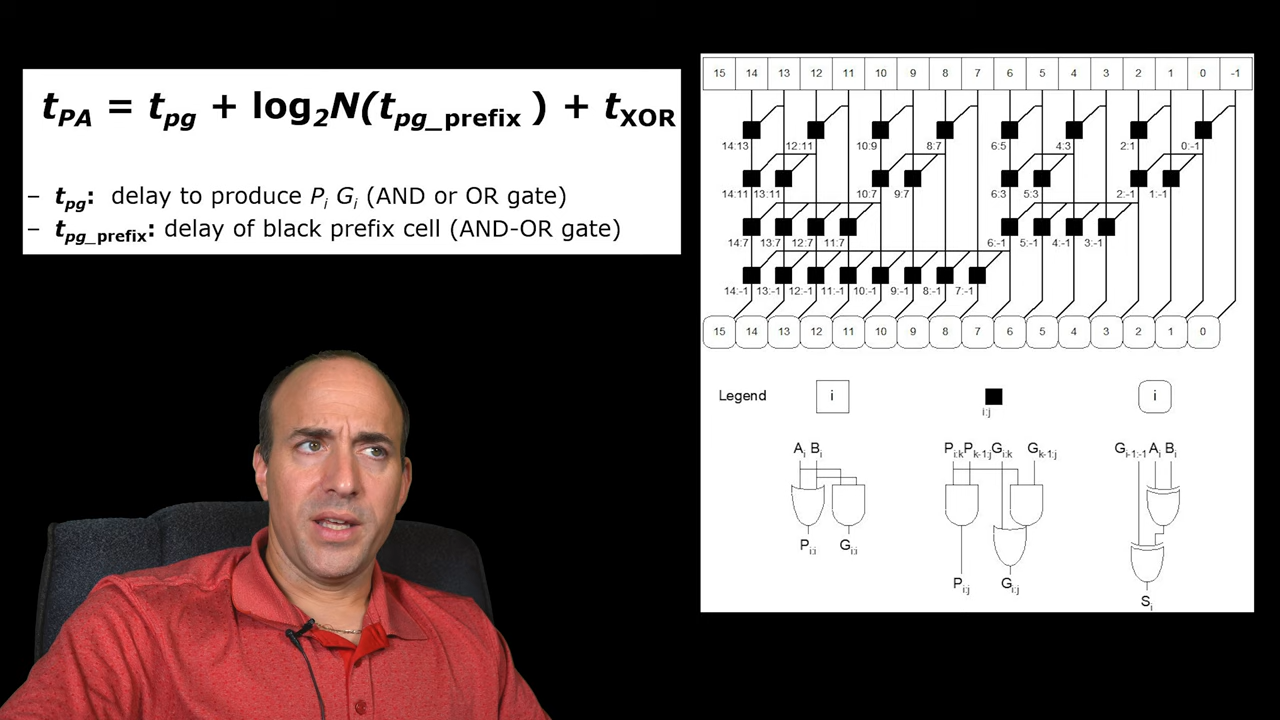 tPA = tpg + log2N(tpg_prefix ) + tXOR
– tpg: delay to produce Pi Gi (AND or OR gate)
– tpg_prefix: delay of black prefix cell (AND-OR gate)
15 14 13 12 11 10 9 8 7 6 5 4 3 2 1 0 -1
14:13 12:11 10:9 8:7 6:5 4:3 2:1 0:-1
14:11 13:11 10:7 9:7 6:3 5:3 2:-1 1:-1
14:7 13:7 12:7 11:7 6:-1 5:-1 4:-1 3:-1
14:-1 13:-1 12:-1 11:-1 10:-1 9:-1 8:-1 7:-1
15 14 13 12 11 10 9 8 7 6 5 4 3 2 1 0
Legend i i:j i
Ai Bi Pi:k Pk-1:j Gi:k Gk-1:j Gi-1:-1 Ai Bi
Pi:i Gi:i Pi:j Gi:j Si